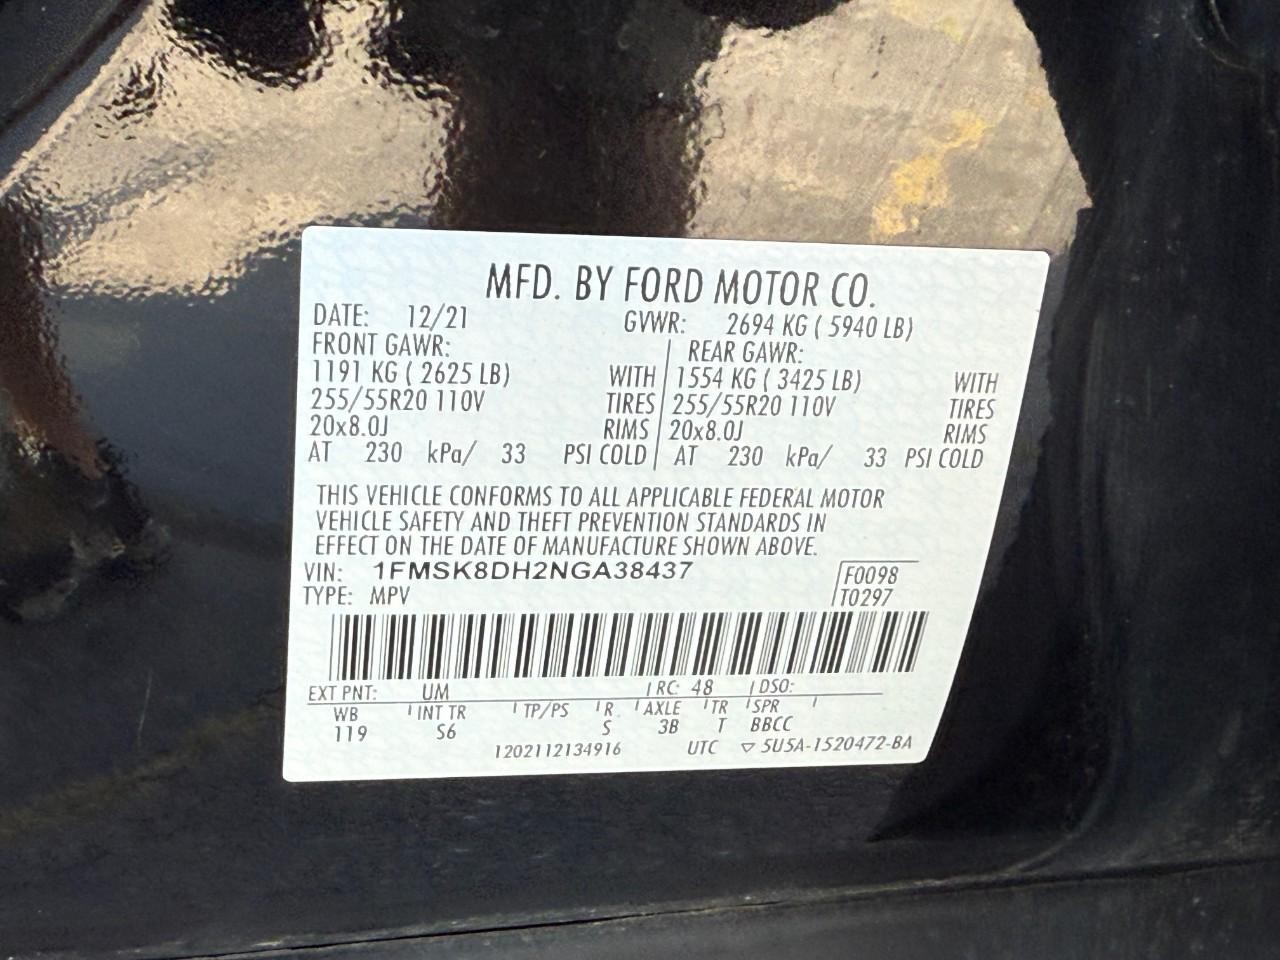 MFD. BY FORD MOTOR CO.
DATE: 12/21 GVWR: 2694 KG ( 5940 LB)
FRONT GAWR: REAR GAWR:
1191 KG ( 2625 LB) WITH 1554 KG ( 3425 LB) WITH
255/55R20 110V TIRES 255/55R20 110V TIRES
20x8.0J RIMS 20x8.0J RIMS
AT 230 kPa/ 33 PSI COLD AT 230 kPa/ 33 PSI COLD
THIS VEHICLE CONFORMS TO ALL APPLICABLE FEDERAL MOTOR
VEHICLE SAFETY AND THEFT PREVENTION STANDARDS IN
EFFECT ON THE DATE OF MANUFACTURE SHOWN ABOVE.
VIN: 1FMSK8DH2NGA38437 F0098
TYPE: MPV T0297
EXT PNT: UM RC: 48 DSO:
WB INT TR TP/PS R AXLE TR SPR
119 S6 S 3B T BBCC
1202112134916 UTC ▽ 5U5A-1520472-BA